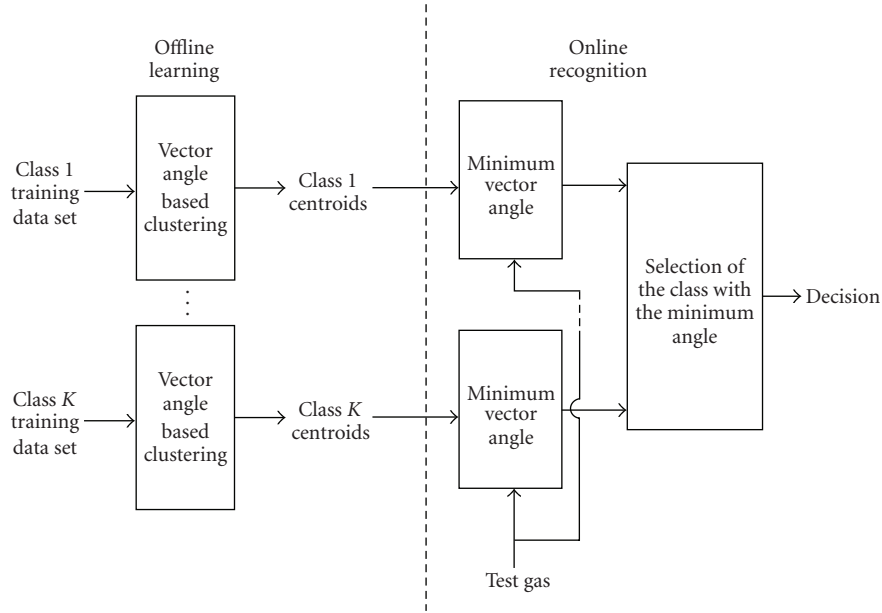 Offline
learning
Online
recognition
Class 1
training
data set
Vector
angle
based
clustering
Class 1
centroids
Minimum
vector
angle
Selection of
the class with
the minimum
angle
Decision
Class K
training
data set
Vector
angle
based
clustering
Class K
centroids
Minimum
vector
angle
Test gas